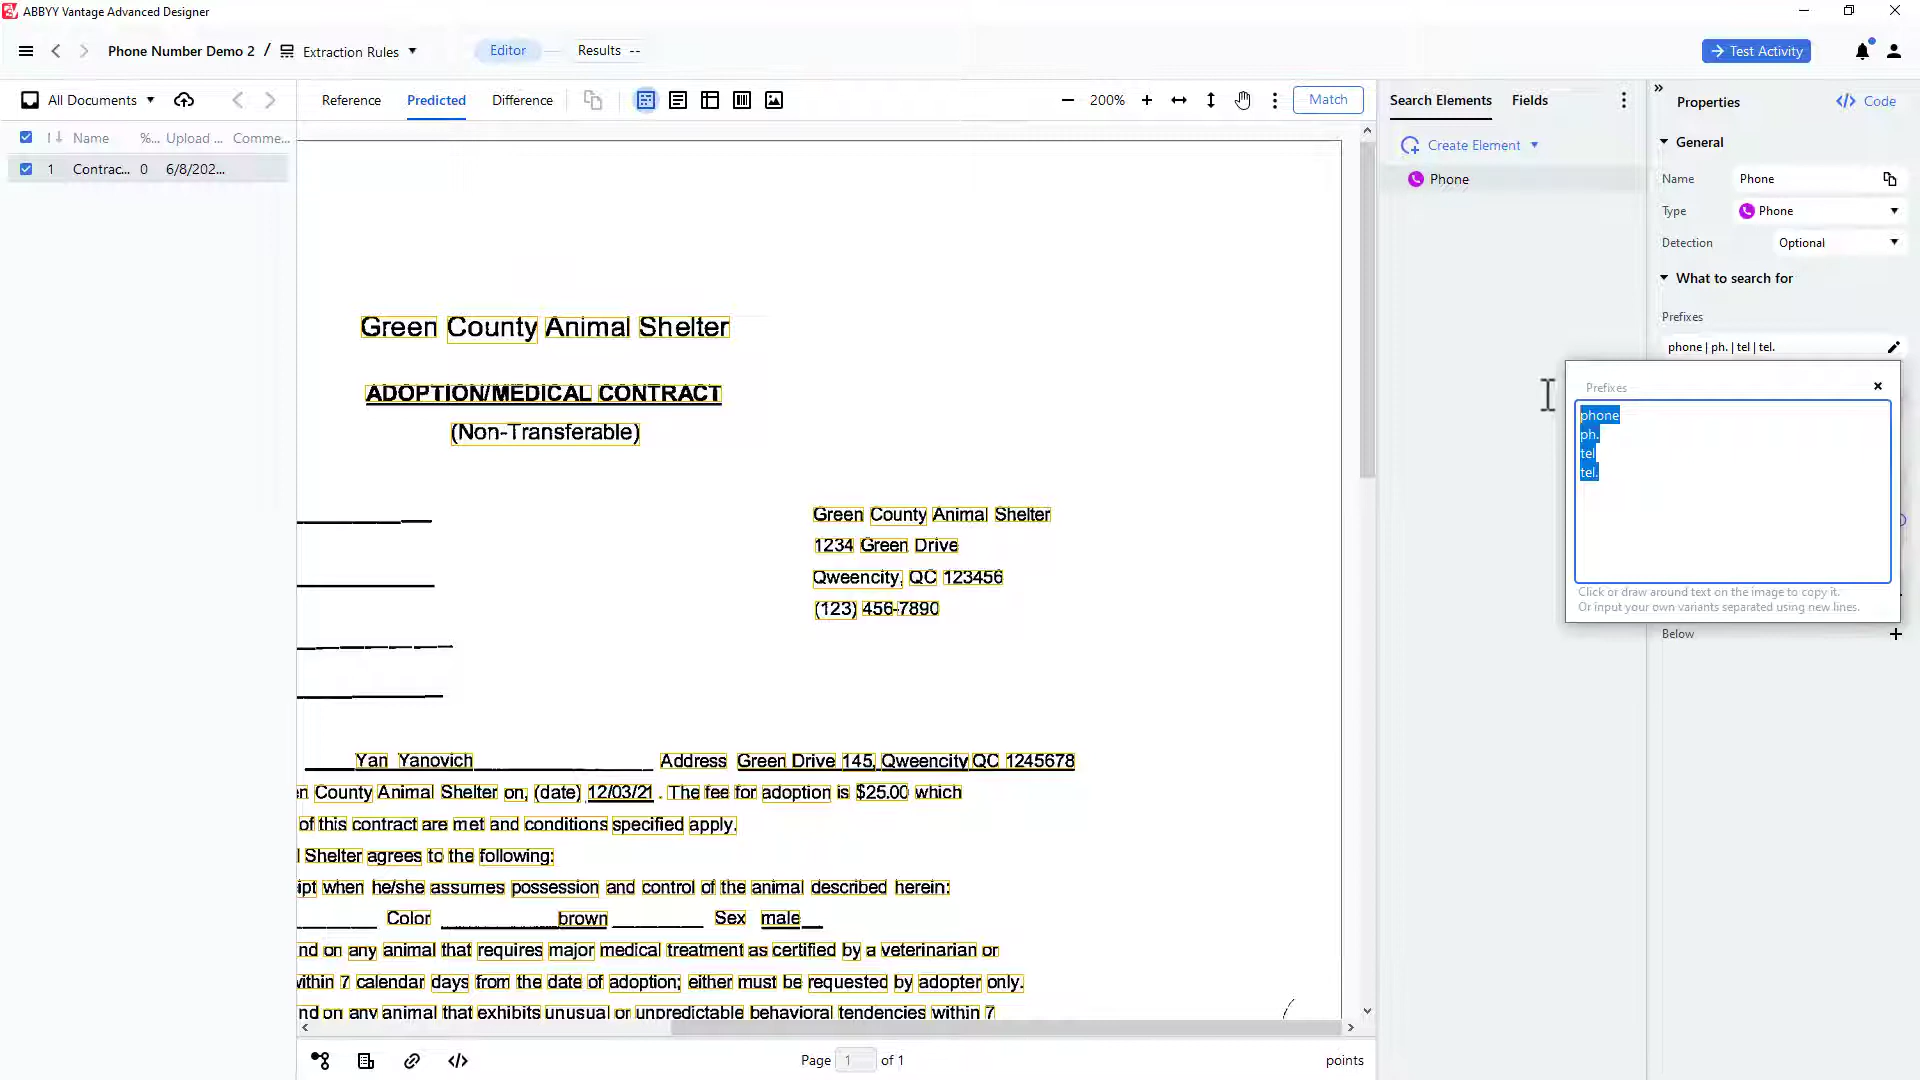 ABBYY Vantage Advanced Designer
Phone Number Demo 2 / Extraction Rules
Editor
Results --
Test Activity
All Documents
Reference
Predicted
Difference
200%
Match
Search Elements
Fields
Properties
Code
Name
%...
Upload ...
Comme...
1
Contrac...
0
6/8/202...
Create Element
Phone
General
Name
Phone
Type
Phone
Detection
Optional
What to search for
Prefixes
phone | ph. | tel | tel.
Prefixes
phone
ph.
tel
tel.
Click or draw around text on the image to copy it.
Or input your own variants separated using new lines.
Below
Green County Animal Shelter
ADOPTION/MEDICAL CONTRACT
(Non-Transferable)
Green County Animal Shelter
1234 Green Drive
Qweencity, QC 123456
(123) 456-7890
Yan Yanovich Address Green Drive 145, Qweencity QC 1245678
en County Animal Shelter on, (date) 12/03/21 . The fee for adoption is $25.00 which
of this contract are met and conditions specified apply.
l Shelter agrees to the following:
ipt when he/she assumes possession and control of the animal described herein:
Color brown Sex male
nd on any animal that requires major medical treatment as certified by a veterinarian or
within 7 calendar days from the date of adoption; either must be requested by adopter only.
nd on any animal that exhibits unusual or unpredictable behavioral tendencies within 7
Page 1 of 1
points